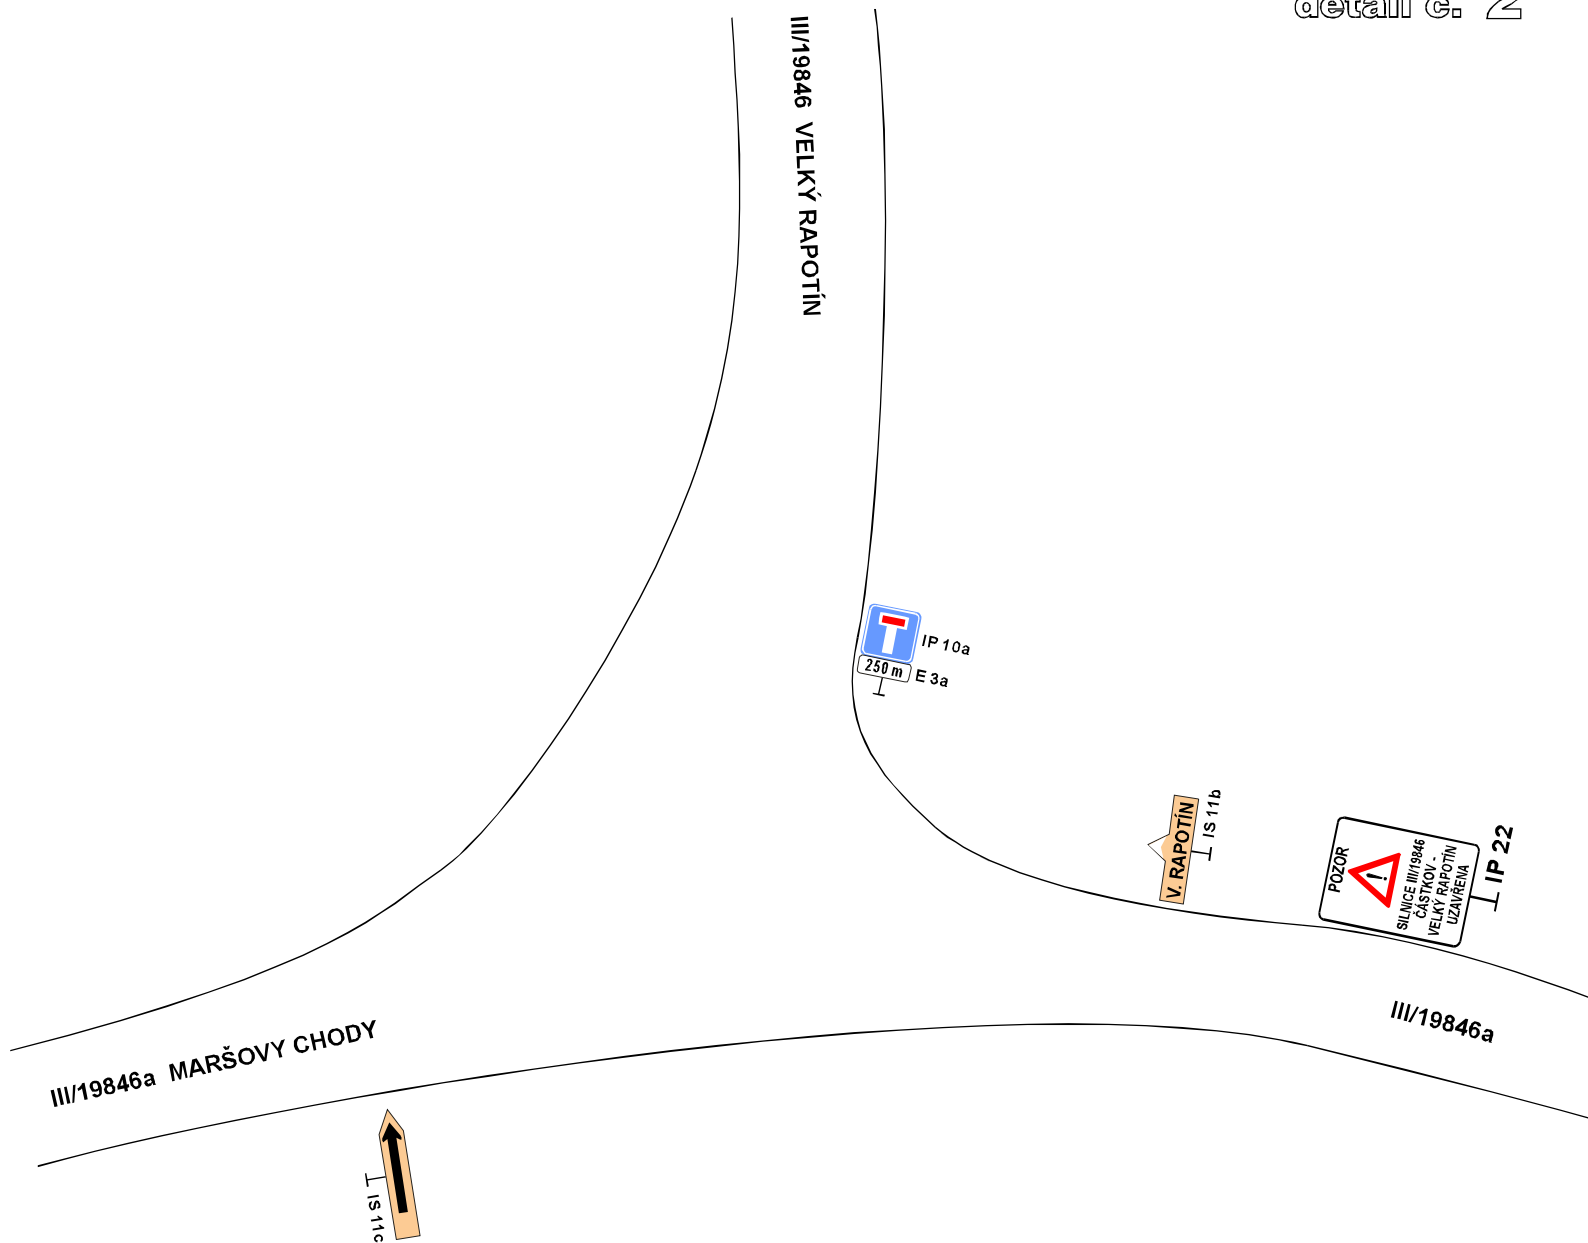 detail č. 2
III/19846 VELKÝ RAPOTÍN
IP 10a
250 m
E 3a
V. RAPOTÍN
IS 11b
POZOR
!
SILNICE III/19846
ČÁSTKOV -
VELKÝ RAPOTÍN
UZAVŘENA
IP 22
III/19846a
III/19846a MARŠOVY CHODY
IS 11c